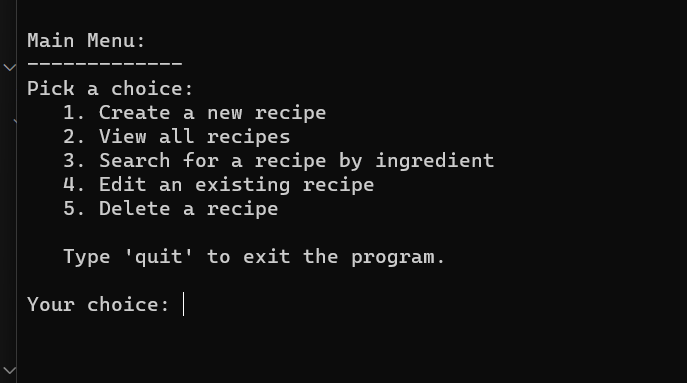 Main Menu:
-------------
Pick a choice:
1. Create a new recipe
2. View all recipes
3. Search for a recipe by ingredient
4. Edit an existing recipe
5. Delete a recipe
Type 'quit' to exit the program.
Your choice: